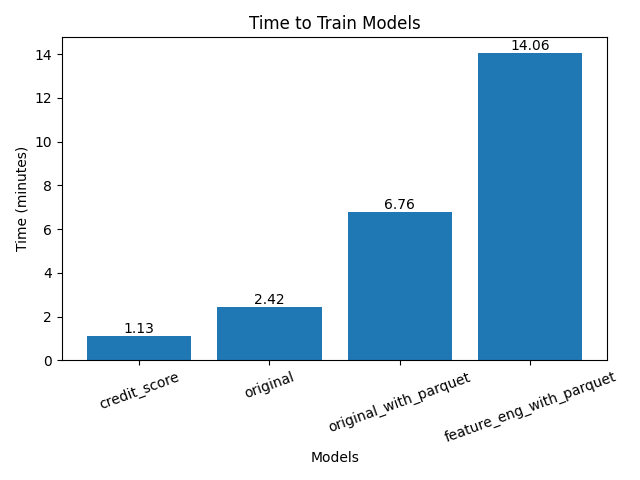 Time to Train Models
Time (minutes)
14
12
10
8
6
4
2
0
1.13
2.42
6.76
14.06
credit_score
original
original_with_parquet
feature_eng_with_parquet
Models